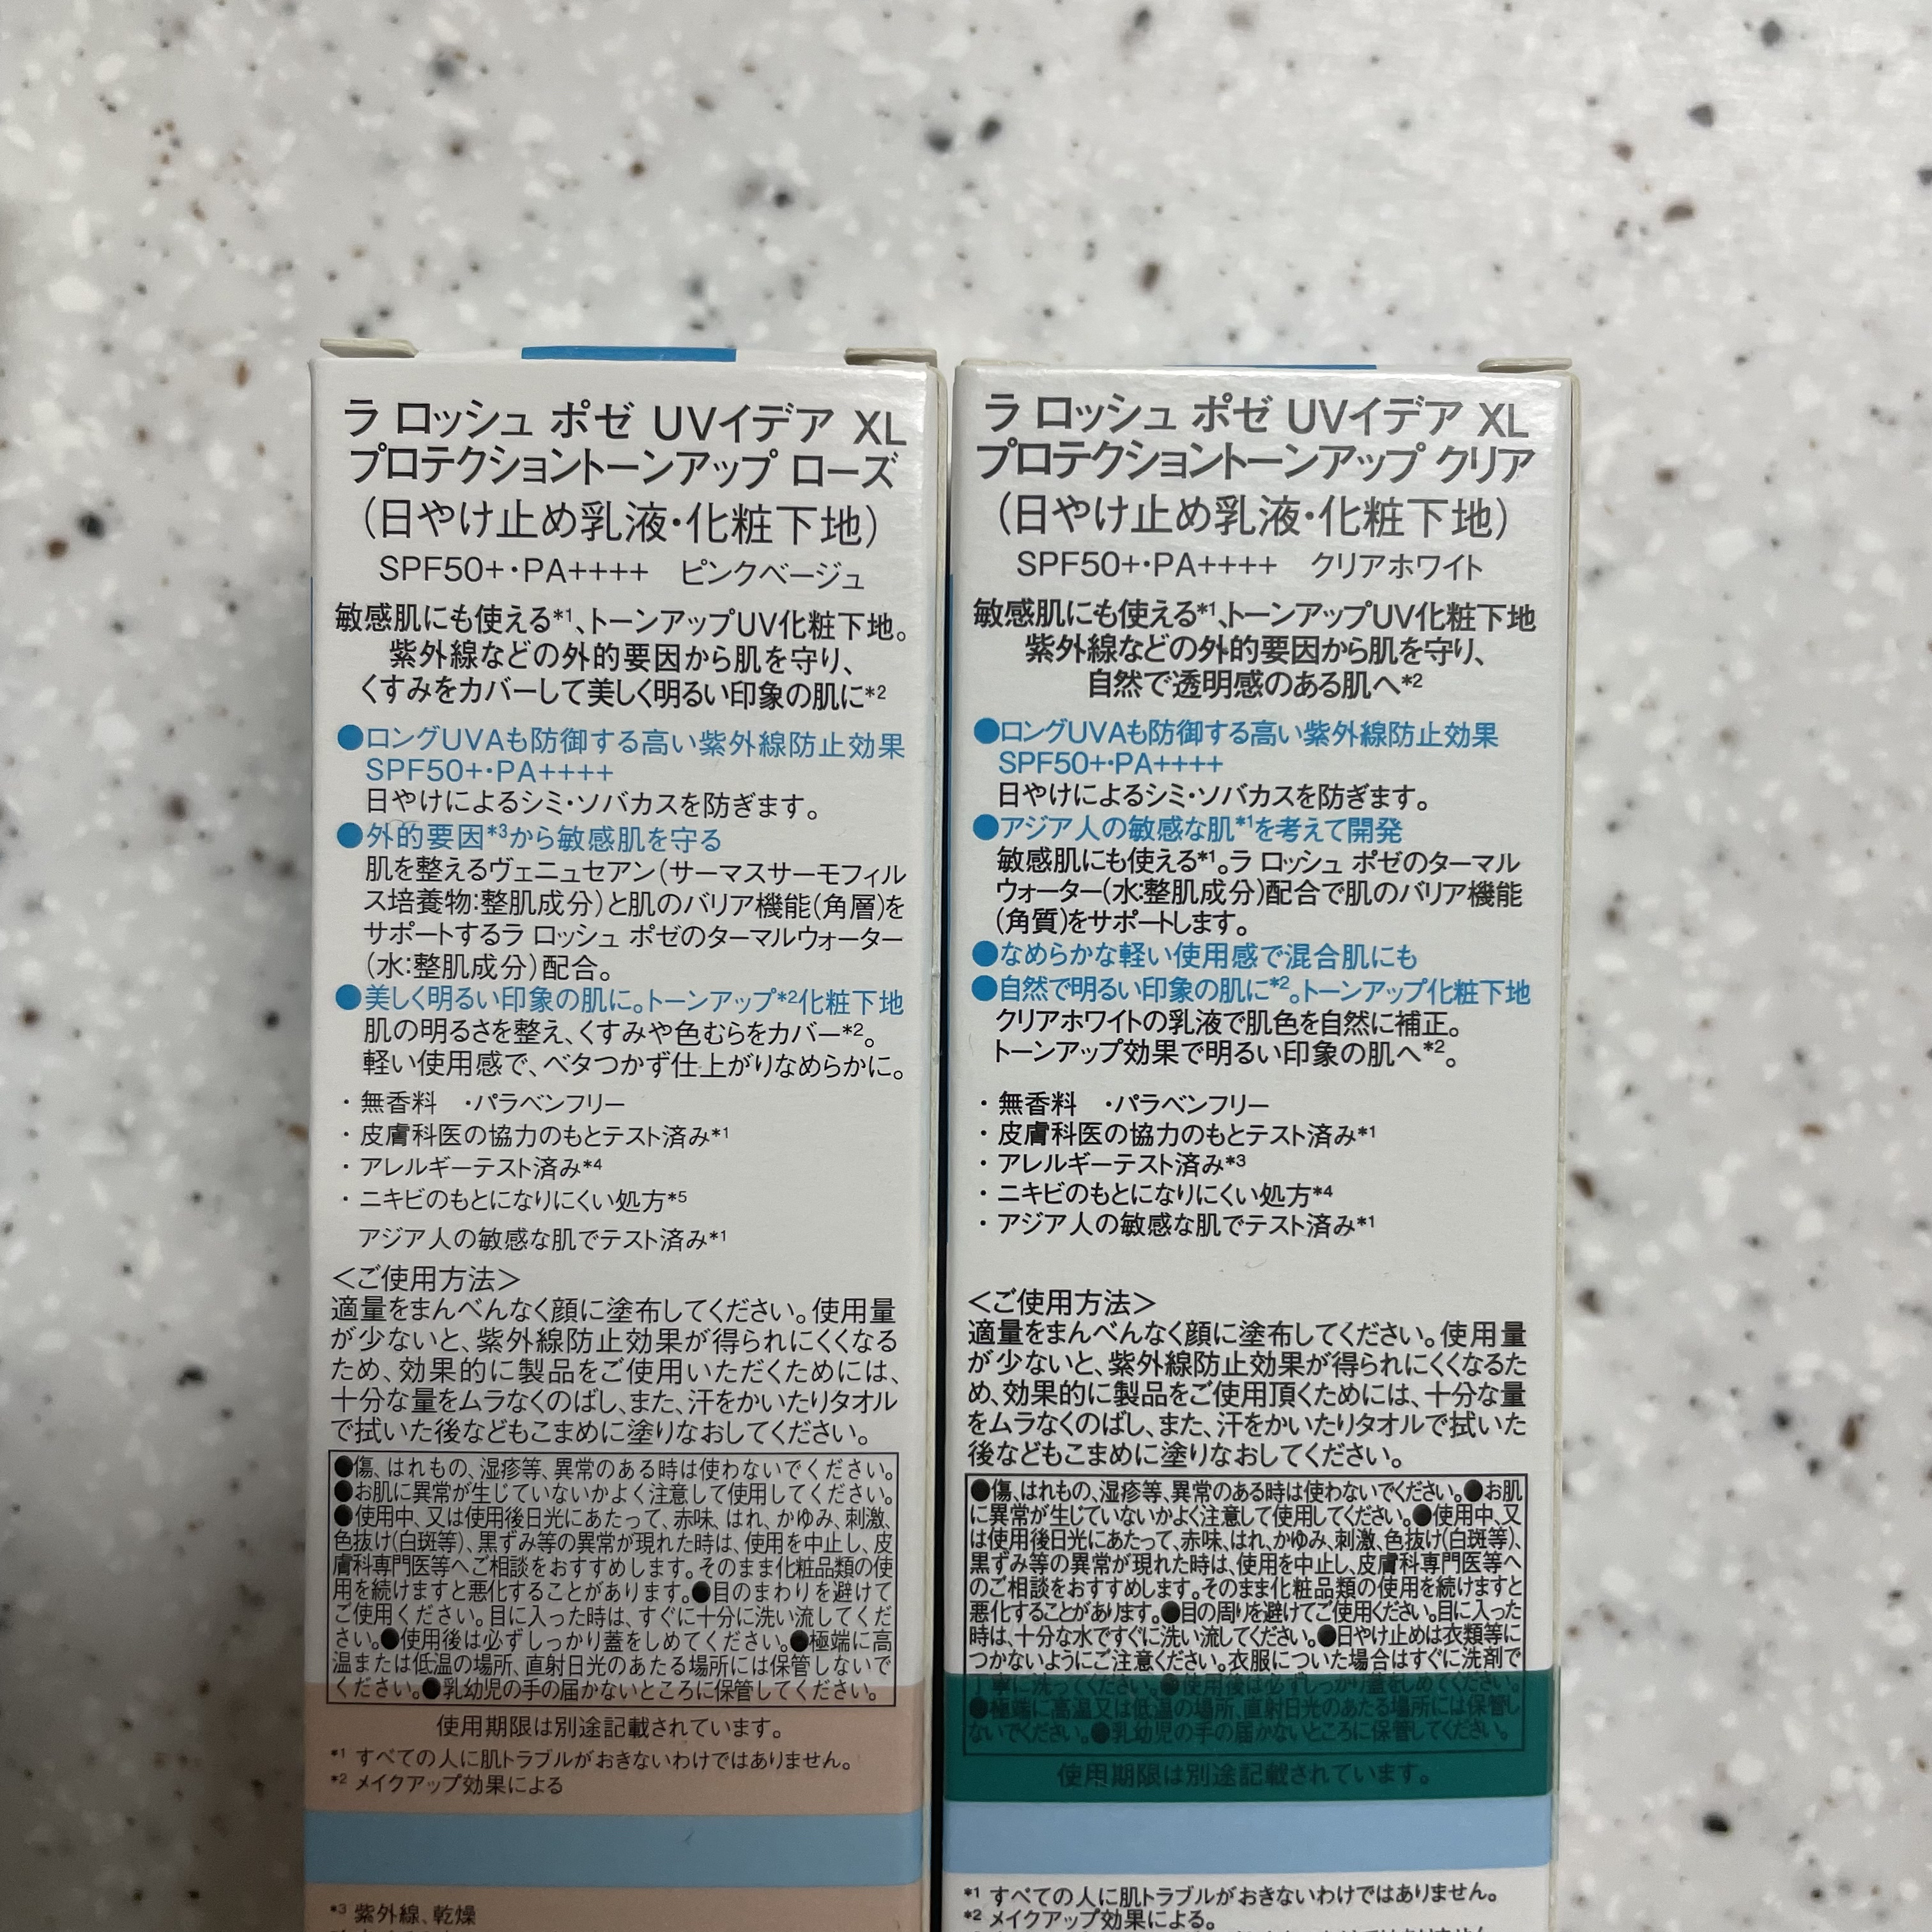 ラ ロッシュ ポゼ UVイデア XL
プロテクショントーンアップ ローズ
(日やけ止め乳液・化粧下地)
SPF50+・PA++++ ピンクベージュ
敏感肌にも使える*1、トーンアップUV化粧下地。
紫外線などの外的要因から肌を守り、
くすみをカバーして美しく明るい印象の肌に*2
●ロングUVAも防御する高い紫外線防止効果
SPF50+・PA++++
日やけによるシミ・ソバカスを防ぎます。
●外的要因*3から敏感肌を守る
肌を整えるヴェニュセアン(サーマスサーモフィル
ス培養物:整肌成分)と肌のバリア機能(角層)を
サポートするラ ロッシュ ポゼのターマルウォーター
(水:整肌成分)配合。
●美しく明るい印象の肌に。トーンアップ*2化粧下地
肌の明るさを整え、くすみや色むらをカバー*2。
軽い使用感で、ベタつかず仕上がりなめらかに。
・無香料 ・パラベンフリー
・皮膚科医の協力のもとテスト済み*1
・アレルギーテスト済み*4
・ニキビのもとになりにくい処方*5
アジア人の敏感な肌でテスト済み*1
<ご使用方法>
適量をまんべんなく顔に塗布してください。使用量
が少ないと、紫外線防止効果が得られにくくなる
ため、効果的に製品をご使用いただくためには、
十分な量をムラなくのばし、また、汗をかいたりタオル
で拭いた後などもこまめに塗りなおしてください。
●傷、はれもの、湿疹等、異常のある時は使わないでください。
●お肌に異常が生じていないかよく注意して使用してください。
●使用中、又は使用後日光にあたって、赤味、はれ、かゆみ、刺激、
色抜け(白斑等)、黒ずみ等の異常が現れた時は、使用を中止し、皮
膚科専門医等へご相談をおすすめします。そのまま化粧品類の使
用を続けますと悪化することがあります。●目のまわりを避けて
ご使用ください。目に入った時は、すぐに十分に洗い流してくだ
さい。●使用後は必ずしっかり蓋をしめてください。●極端に高
温または低温の場所、直射日光のあたる場所には保管しないで
ください。●乳幼児の手の届かないところに保管してください。
使用期限は別途記載されています。
*1 すべての人に肌トラブルがおきないわけではありません。
*2 メイクアップ効果による
*3 紫外線、乾燥
ラ ロッシュ ポゼ UVイデア XL
プロテクショントーンアップ クリア
(日やけ止め乳液・化粧下地)
SPF50+・PA++++ クリアホワイト
敏感肌にも使える*1、トーンアップUV化粧下地
紫外線などの外的要因から肌を守り、
自然で透明感のある肌へ*2
●ロングUVAも防御する高い紫外線防止効果
SPF50+・PA++++
日やけによるシミ・ソバカスを防ぎます。
●アジア人の敏感な肌*1を考えて開発
敏感肌にも使える*1。ラ ロッシュ ポゼのターマル
ウォーター(水:整肌成分)配合で肌のバリア機能
(角質)をサポートします。
●なめらかな軽い使用感で混合肌にも
●自然で明るい印象の肌に*2。トーンアップ化粧下地
クリアホワイトの乳液で肌色を自然に補正。
トーンアップ効果で明るい印象の肌へ*2。
・無香料 ・パラベンフリー
・皮膚科医の協力のもとテスト済み*1
・アレルギーテスト済み*3
・ニキビのもとになりにくい処方*4
・アジア人の敏感な肌でテスト済み*1
<ご使用方法>
適量をまんべんなく顔に塗布してください。使用量
が少ないと、紫外線防止効果が得られにくくなるた
め、効果的に製品をご使用頂くためには、十分な量
をムラなくのばし、また、汗をかいたりタオルで拭いた
後などもこまめに塗りなおしてください。
●傷、はれもの、湿疹等、異常のある時は使わないでください。●お肌
に異常が生じていないかよく注意して使用してください。●使用中、又
は使用後日光にあたって、赤味、はれ、かゆみ、刺激、色抜け(白斑等)、
黒ずみ等の異常が現れた時は、使用を中止し、皮膚科専門医等へ
のご相談をおすすめします。そのまま化粧品類の使用を続けますと
悪化することがあります。●目の周りを避けてご使用ください。目に入った
時は、十分な水ですぐに洗い流してください。●日やけ止めは衣類等に
つかないようにご注意ください。衣服についた場合はすぐに洗剤で
丁寧に洗ってください。●使用後は必ずしっかり蓋をしめてください。
●極端に高温又は低温の場所、直射日光のあたる場所には保管し
ないでください。●乳幼児の手の届かないところに保管してください。
使用期限は別途記載されています。
*1 すべての人に肌トラブルがおきないわけではありません。
*2 メイクアップ効果による。